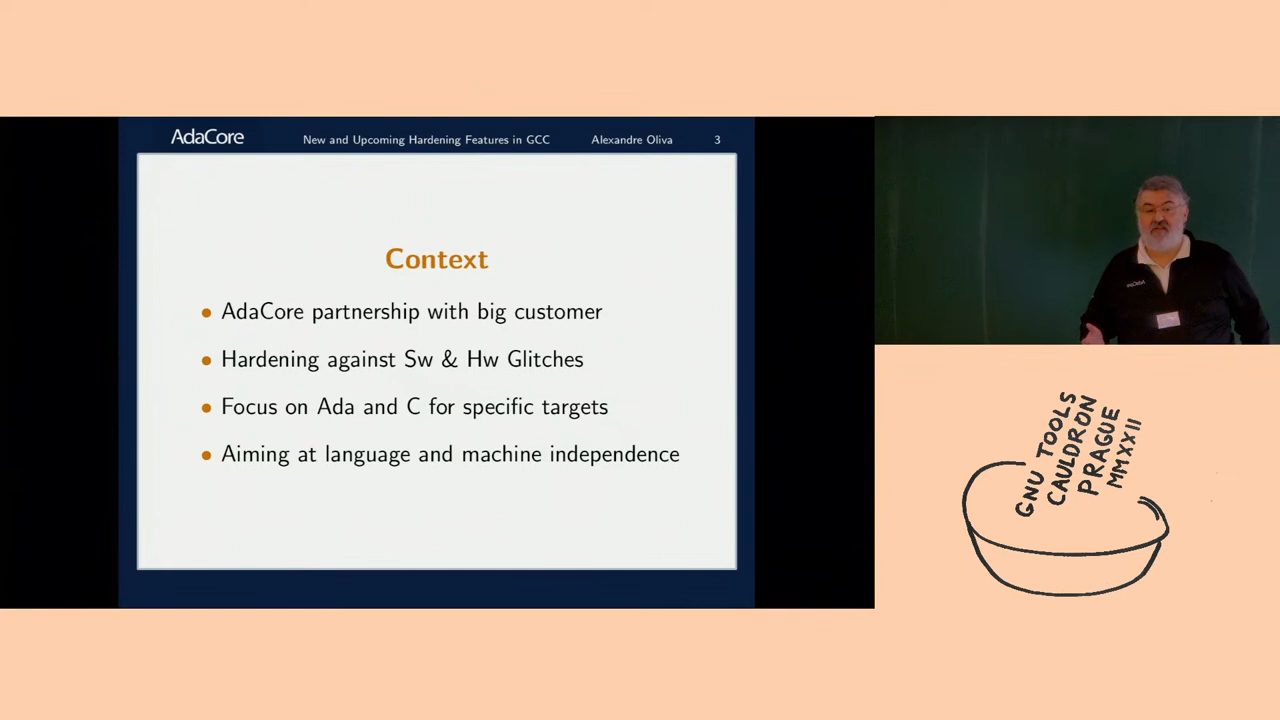 AdaCore New and Upcoming Hardening Features in GCC Alexandre Oliva 3
Context
• AdaCore partnership with big customer
• Hardening against Sw & Hw Glitches
• Focus on Ada and C for specific targets
• Aiming at language and machine independence
AdaCore
GNU TOOLS
CAULDRON
PRAGUE
MMXXII